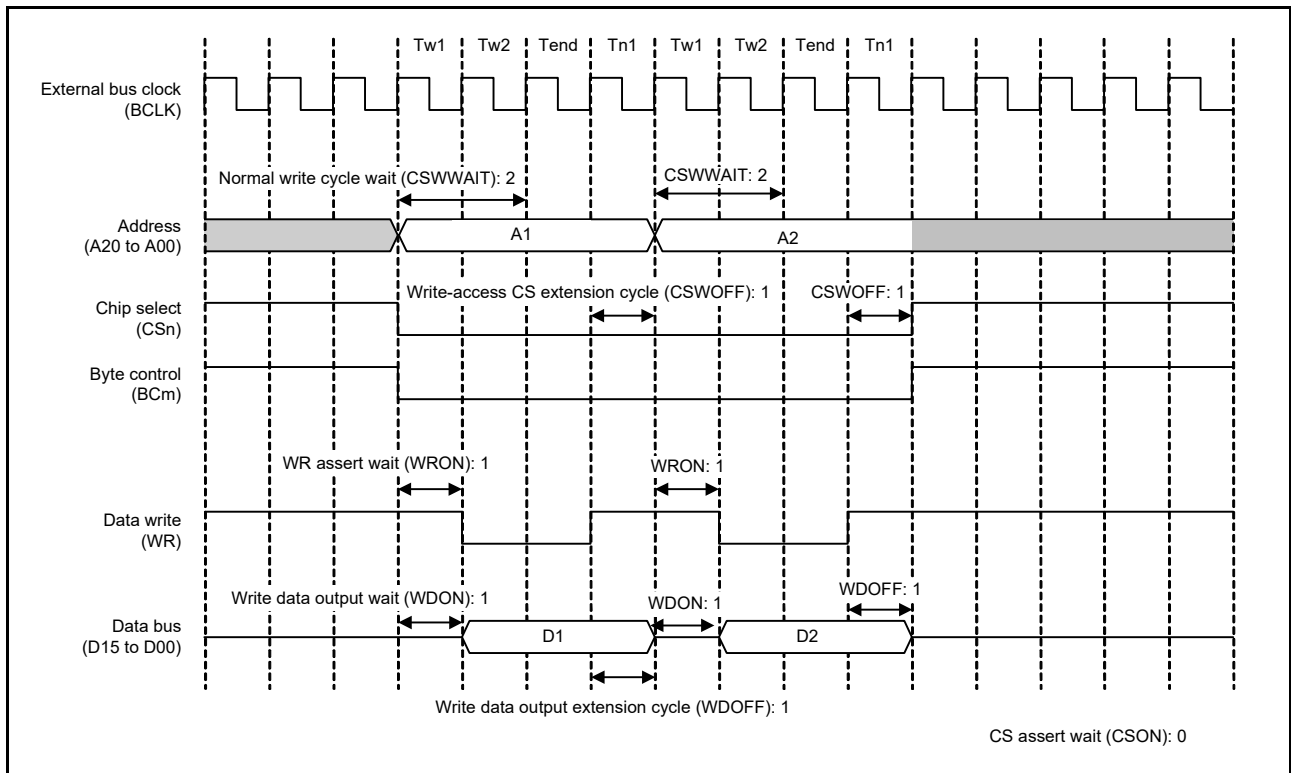 Tw1 Tw2 Tend Tn1 Tw1 Tw2 Tend Tn1
External bus clock
(BCLK)
Normal write cycle wait (CSWWAIT): 2
CSWWAIT: 2
Address
(A20 to A00)
A1
A2
Write-access CS extension cycle (CSWOFF): 1
CSWOFF: 1
Chip select
(CSn)
Byte control
(BCm)
WR assert wait (WRON): 1
WRON: 1
Data write
(WR)
Write data output wait (WDON): 1
WDON: 1
WDOFF: 1
Data bus
(D15 to D00)
D1
D2
Write data output extension cycle (WDOFF): 1
CS assert wait (CSON): 0